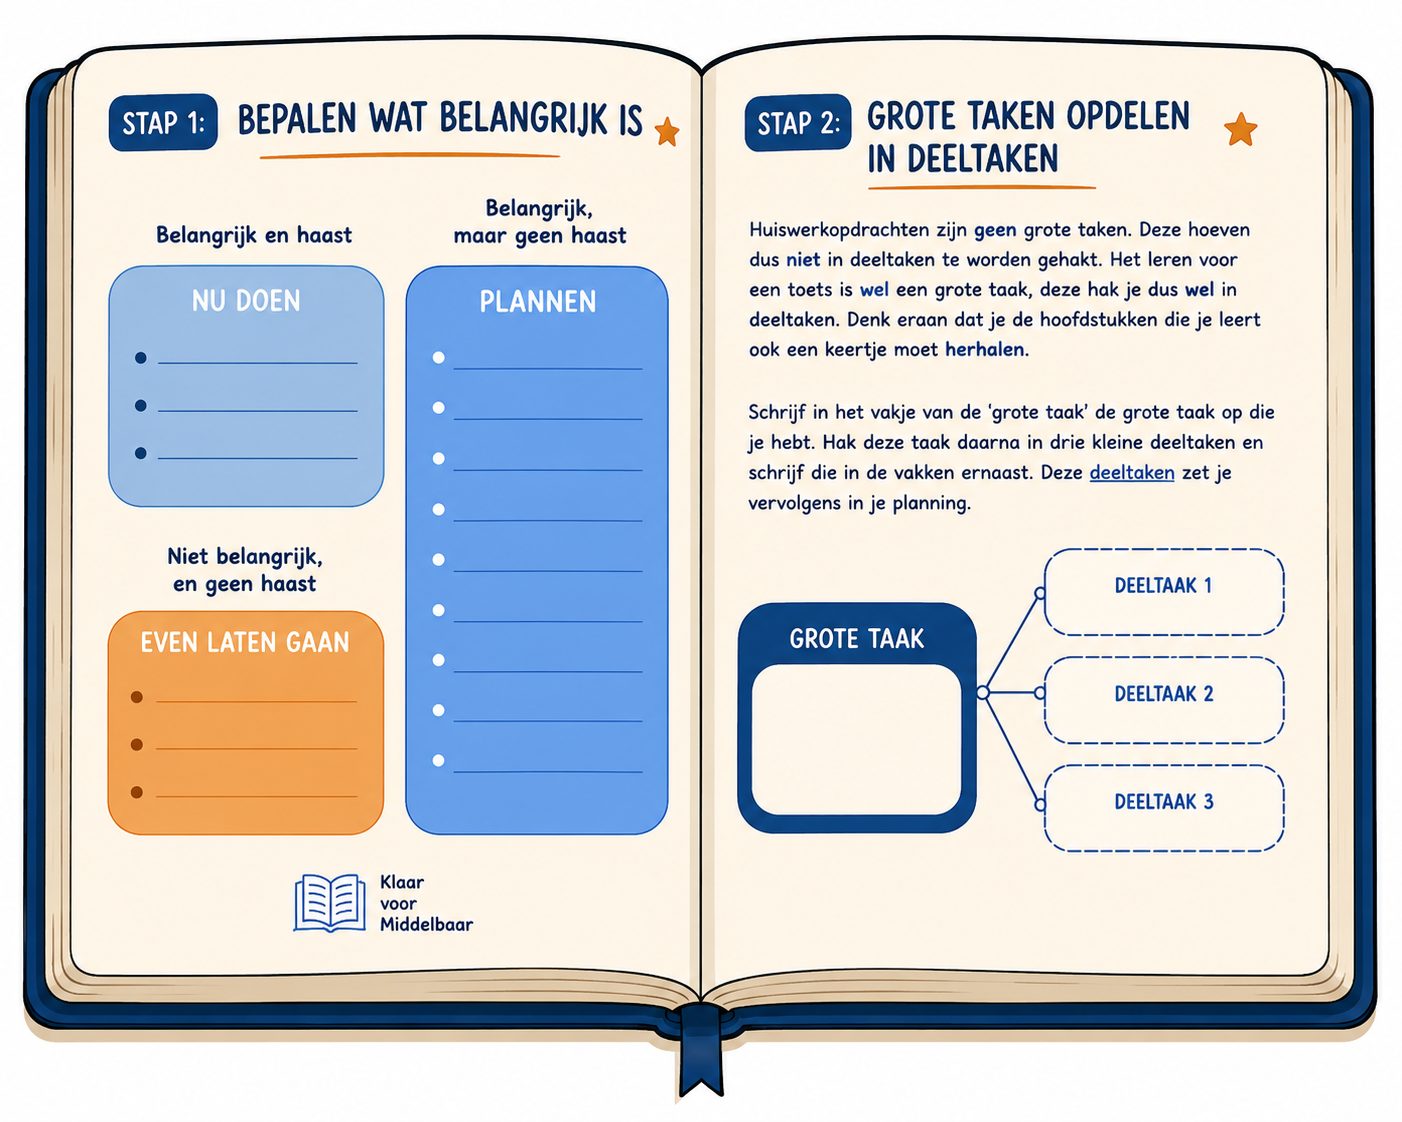 STAP 1: BEPALEN WAT BELANGRIJK IS
Belangrijk en haast
NU DOEN
Belangrijk,
maar geen haast
PLANNEN
Niet belangrijk,
en geen haast
EVEN LATEN GAAN
Klaar
voor
Middelbaar
STAP 2: GROTE TAKEN OPDELEN
IN DEELTAKEN
Huiswerkopdrachten zijn geen grote taken. Deze hoeven
dus niet in deeltaken te worden gehakt. Het leren voor
een toets is wel een grote taak, deze hak je dus wel in
deeltaken. Denk eraan dat je de hoofdstukken die je leert
ook een keertje moet herhalen.
Schrijf in het vakje van de ‘grote taak’ de grote taak op die
je hebt. Hak deze taak daarna in drie kleine deeltaken en
schrijf die in de vakken ernaast. Deze deeltaken zet je
vervolgens in je planning.
GROTE TAAK
DEELTAAK 1
DEELTAAK 2
DEELTAAK 3